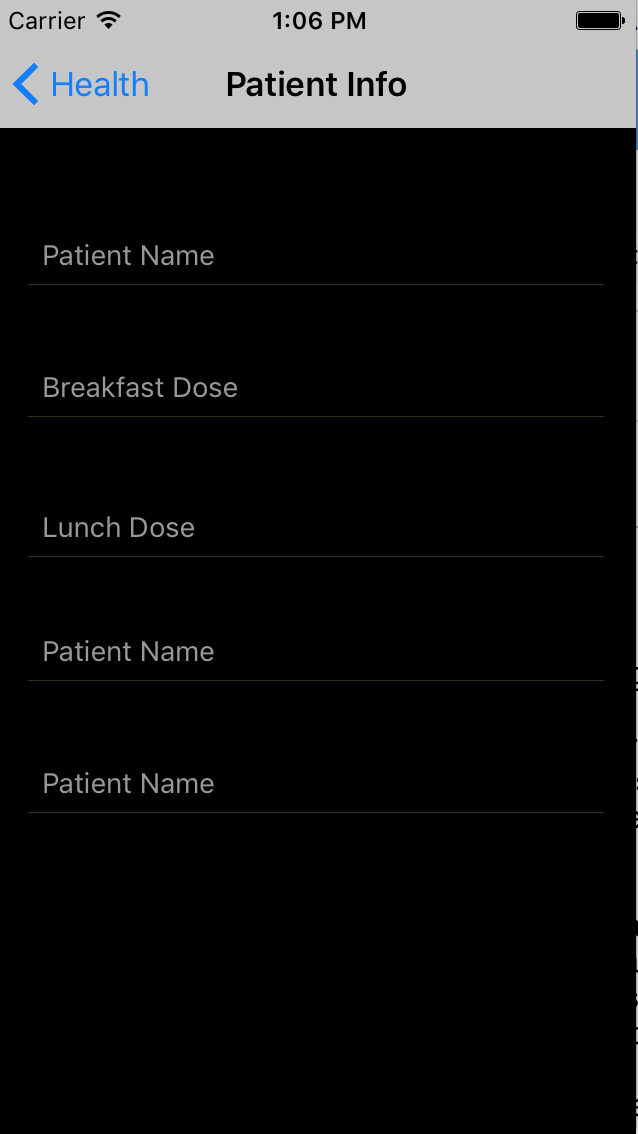 Carrier 1:06 PM
Health Patient Info
Patient Name
Breakfast Dose
Lunch Dose
Patient Name
Patient Name